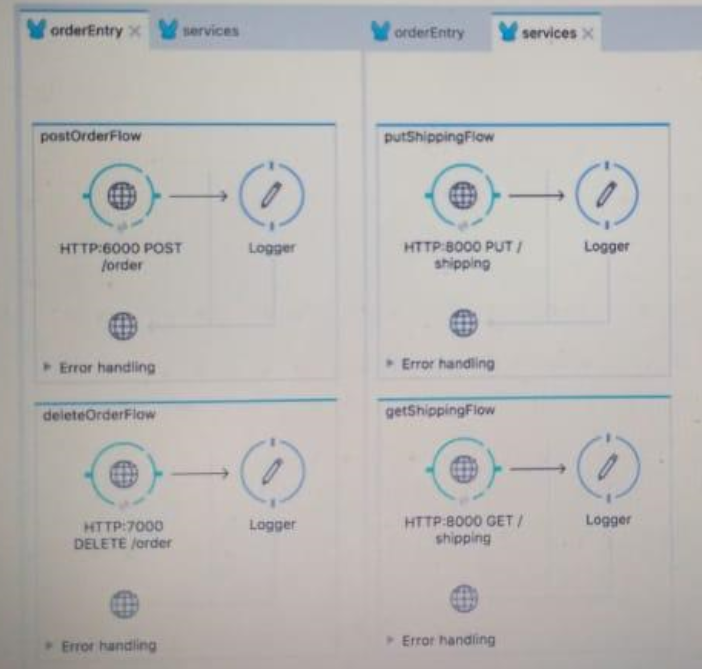 orderEntry
services
orderEntry
services
postOrderFlow
HTTP:6000 POST
/order
Logger
Error handling
putShippingFlow
HTTP:8000 PUT /
shipping
Logger
Error handling
deleteOrderFlow
HTTP:7000
DELETE /order
Logger
Error handling
getShippingFlow
HTTP:8000 GET /
shipping
Logger
Error handling